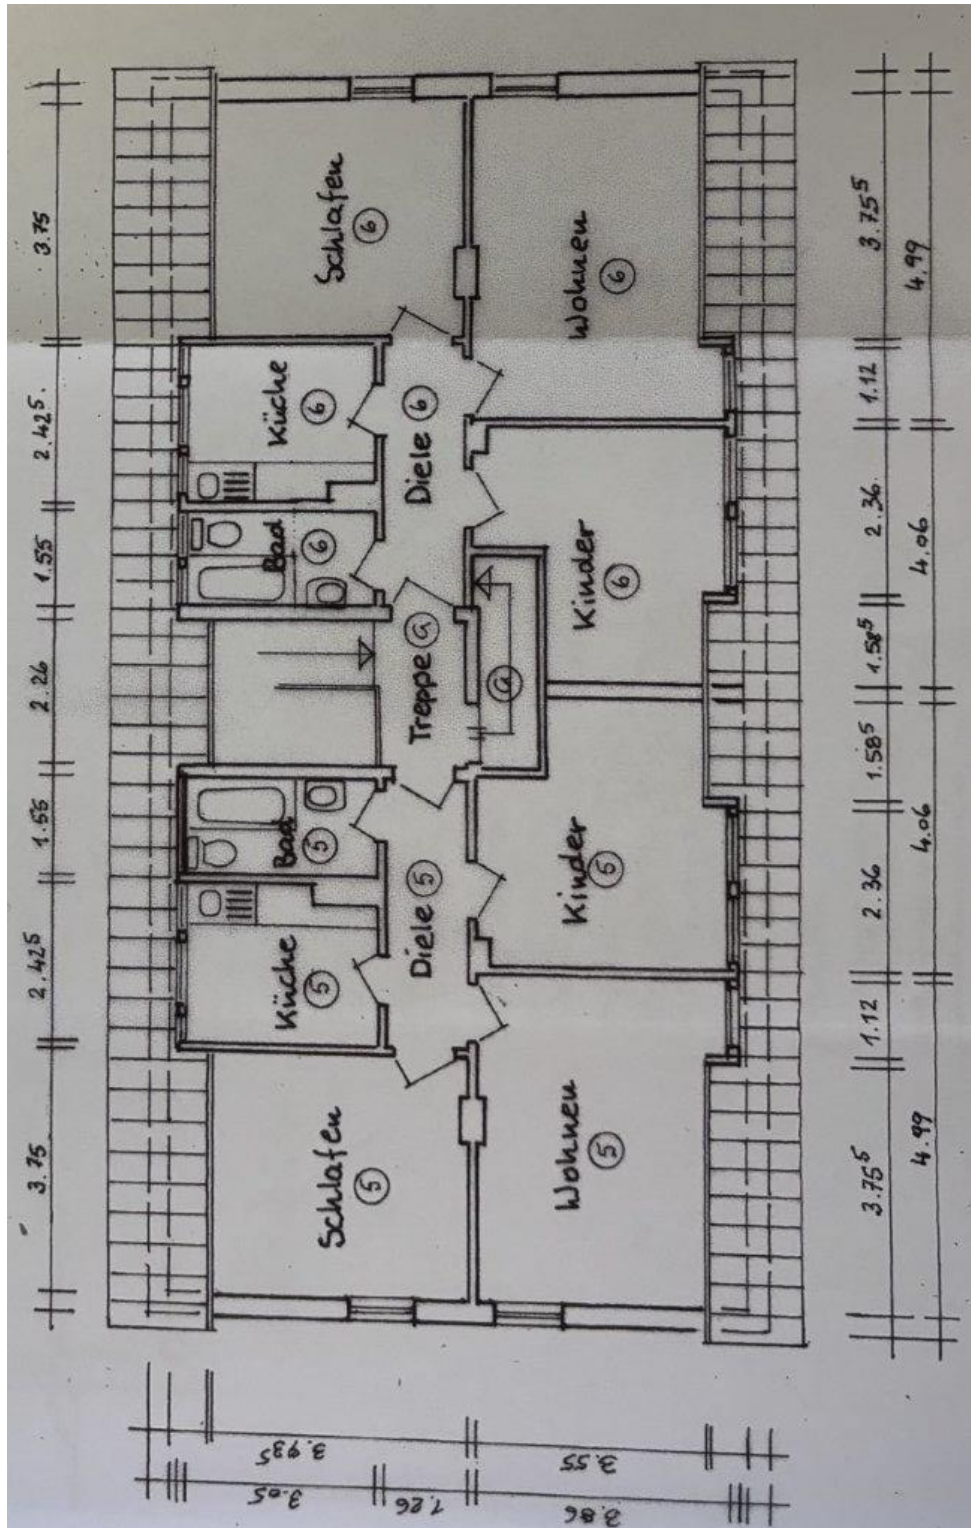 3.75
2.42⁵
1.55
2.26
1.55
2.42⁵
3.75
Küche
5
Bad
5
Bad
6
Küche
6
Schlafen
5
Diele 5
Treppe a
Diele 6
Schlafen
6
a
Wohnen
5
Kinder
5
Kinder
6
Wohnen
6
3.75⁵
1.12
2.36
1.58⁵
1.58⁵
2.36
1.12
3.75⁵
4.99
4.06
4.06
4.99
3.93⁵
3.55
3.05
1.26
3.86